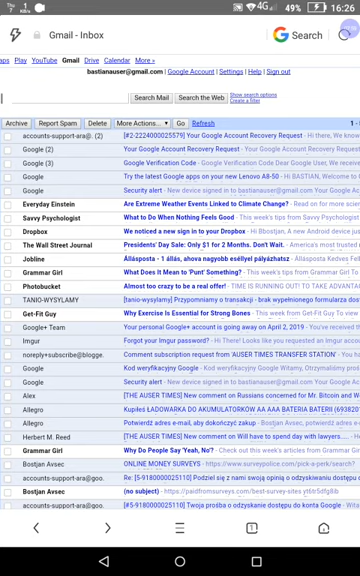 Thu 7
1 K/s
4G
49%
16:26
Gmail - Inbox
Search
aps Play YouTube Gmail Drive Calendar More »
bastianauser@gmail.com | Google Account | Settings | Help | Sign out
Search Mail Search the Web Show search options
Create a filter
Archive Report Spam Delete More Actions... Go Refresh 1 -
accounts-support-ara@. (2) [#2-2224000025579] Your Google Account Recovery Request - Hi there, We know
Google (2) Your Google Account Recovery Request - Your Google Account Recovery Request
Google (3) Google Verification Code - Google Verification Code Dear Google User, We receive
Google Try the latest Google apps on your new Lenovo A8-50 - Hi BASTIAN, Welcome to
Google Security alert - New device signed in to bastianauser@gmail.com Your Google Acc
Everyday Einstein Are Extreme Weather Events Linked to Climate Change? - Read on for more scien
Savvy Psychologist What to Do When Nothing Feels Good - This week's tips from Savvy Psychologist
Dropbox We noticed a new sign in to your Dropbox - Hi Bbostjan, A new Android device just
The Wall Street Journal Presidents' Day Sale: Only $1 for 2 Months. Don't Wait. - America's most trusted
Jobline Állásposta - 1 állás, ahova nagyobb eséllyel pályázhatsz - Állásposta Kedves Fel
Grammar Girl What Does It Mean to 'Punt' Something? - This week's tips from Grammar Girl
Photobucket Almost too crazy to be a real offer! - TIME IS RUNNING OUT! TO TAKE ADVANTA
TANIO-WYSYLAMY [tanio-wysylamy] Przypomniamy o transakcji - brak wypełnionego formularza dos
Get-Fit Guy Why Exercise Is Essential for Strong Bones - This week's tips from Get-Fit Guy To
Google+ Team Your personal Google+ account is going away on April 2, 2019 - You've received th
Imgur Forgot your Imgur password? - Hi There! Looks like you requested an Imgur acco
noreply+subscribe@blogge. Comment subscription request from 'AUSER TIMES TRANSFER STATION' - You ha
Google Kod weryfikacyjny Google - Kod weryfikacyjny Google Witamy, Otrzymaliśmy proś
Google Security alert - New device signed in to bastianauser@gmail.com Your Google Acc
Alex [THE AUSER TIMES] New comment on Russians concerned for Mr. Bitcoin and W
Allegro Kupiłeś ŁADOWARKA DO AKUMULATORKÓW AA AAA BATERIA BATERII (6938201
Allegro Potwierdź adres e-mail, aby dokończyć zakup - Bostjan Avsec, potwierdź adres e-r
Herbert M. Reed [THE AUSER TIMES] New comment on Will have to spend day with lawyers..... - He
Grammar Girl Why Do People Say 'Yeah, No'? - Check out this week's articles from Grammar Girl
Bostjan Avsec ONLINE MONEY SURVEYS - https://www.surveypolice.com/pick-a-perk/search?
accounts-support-ara@goo. Re: [5-9180000025110] Podziel się z nami swoją opinią o odzyskiwaniu dostępu
Bostjan Avsec (no subject) - https://paidfromsurveys.com/best-survey-sites yt6tr5dfg8ib
accounts-support-ara@goo. [#5-9180000025110] Twoja prośba o odzyskanie dostępu do konta Google - Wita
1